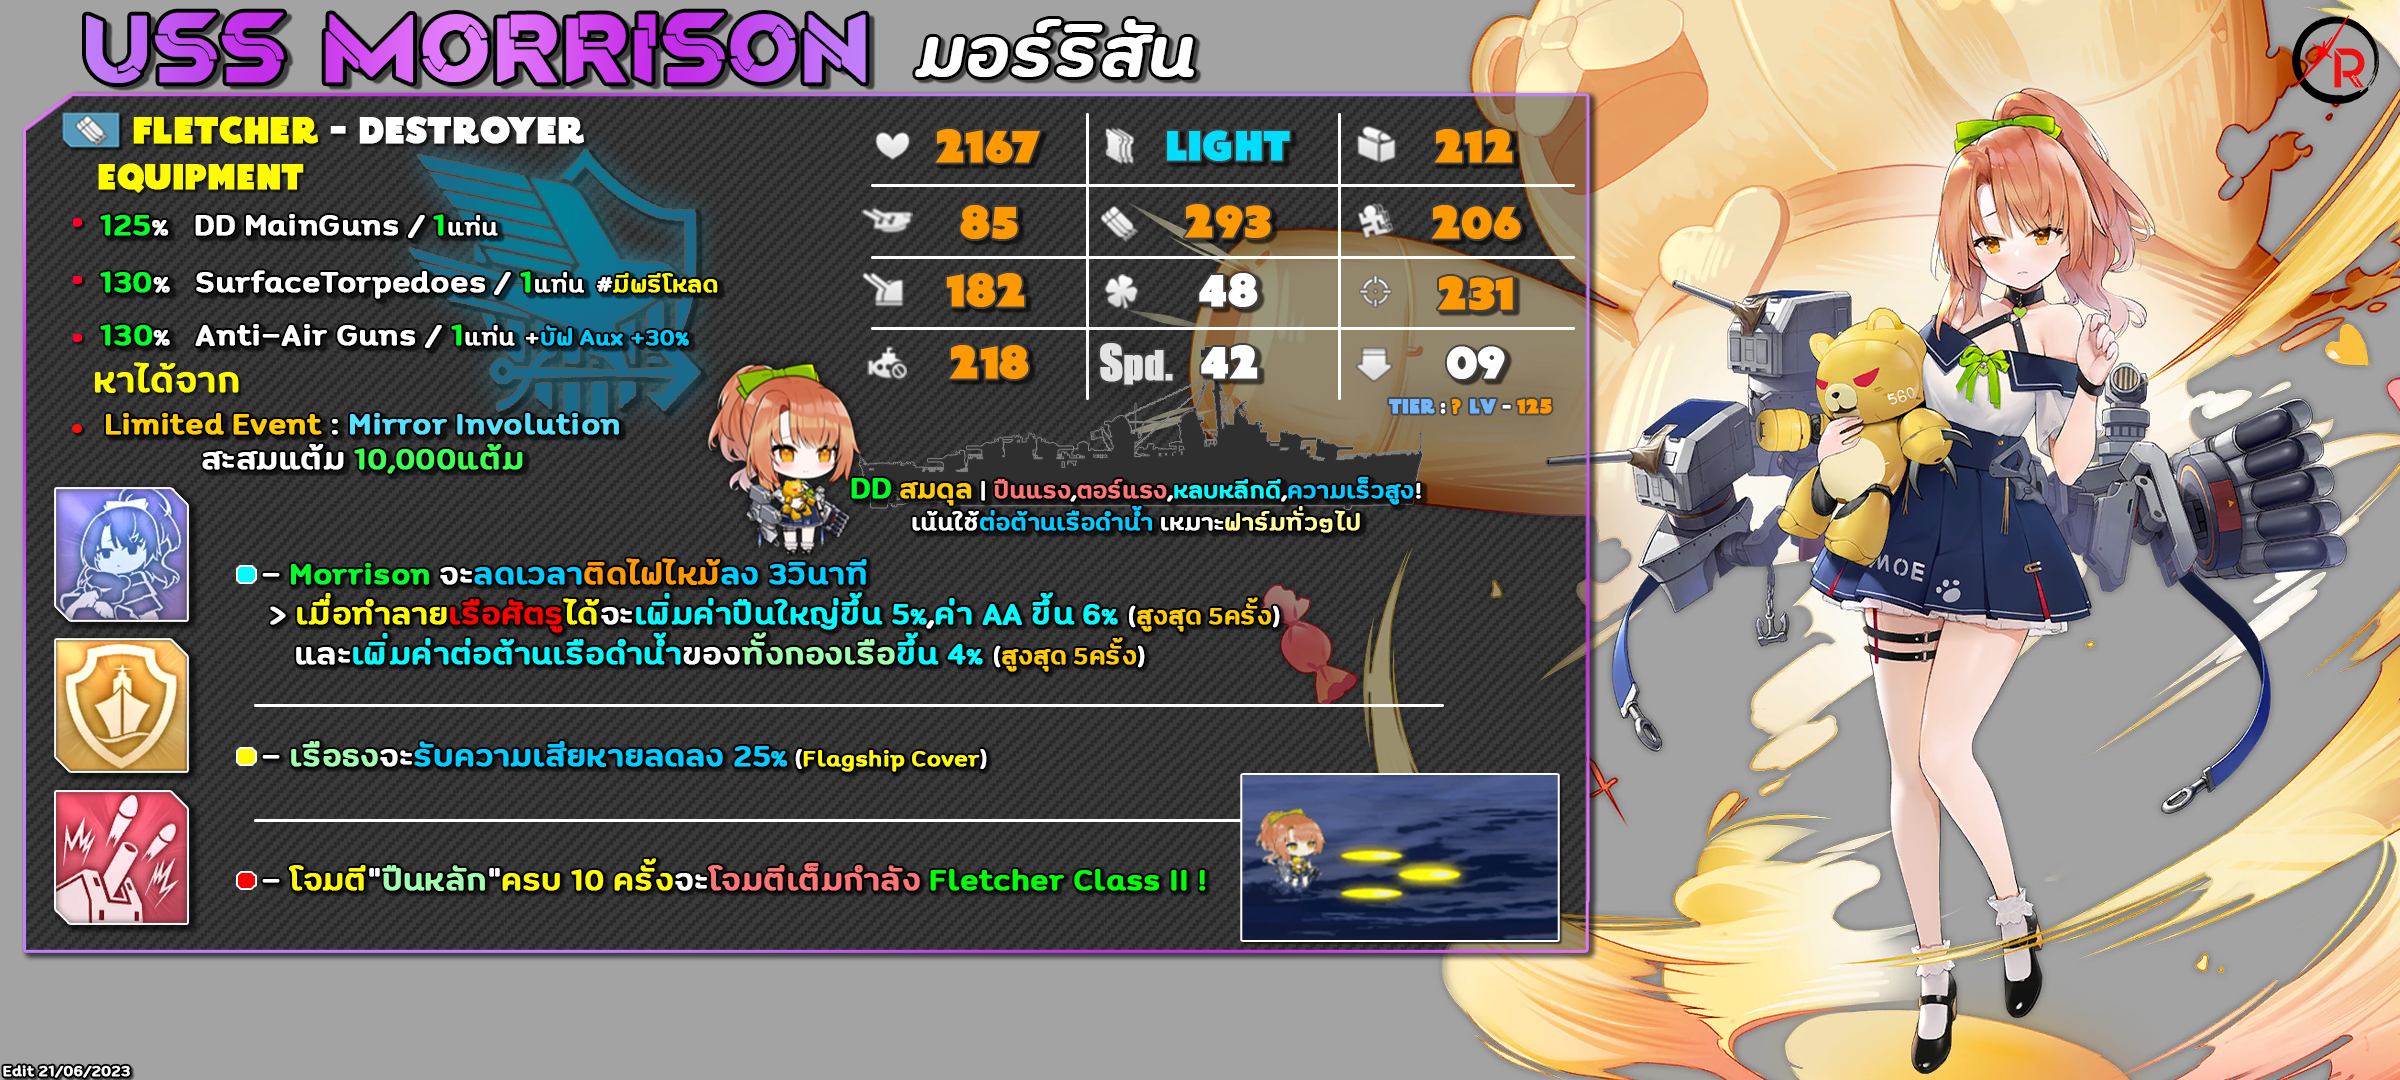 USS MORRISON มอร์ริสัน
FLETCHER - DESTROYER
EQUIPMENT
125% DD MainGuns / 1แท่น
130% SurfaceTorpedoes / 1แท่น #มีพรีโหลด
130% Anti-Air Guns / 1แท่น +บัฟ Aux +30%
หาได้จาก
Limited Event : Mirror Involution
สะสมแต้ม 10,000แต้ม
2167 LIGHT 212
85 293 206
182 48 231
218 Spd. 42 09
TIER : ? LV - 125
DD สมดุล | ปืนแรง,ตอร์แรง,หลบหลีกดี,ความเร็วสูง!
เน้นใช้ต่อต้านเรือดำน้ำ เหมาะฟาร์มทั่วๆไป
- Morrison จะลดเวลาติดไฟไหม้ลง 3วินาที
> เมื่อทำลายเรือศัตรูได้จะเพิ่มค่าปืนใหญ่ขึ้น 5%,ค่า AA ขึ้น 6% (สูงสุด 5ครั้ง)
และเพิ่มค่าต่อต้านเรือดำน้ำของทั้งกองเรือขึ้น 4% (สูงสุด 5ครั้ง)
- เรือธงจะรับความเสียหายลดลง 25% (Flagship Cover)
- โจมตี"ปืนหลัก"ครบ 10 ครั้งจะโจมตีเต็มกำลัง Fletcher Class II !
R
560
MOE
Edit 21/06/2023